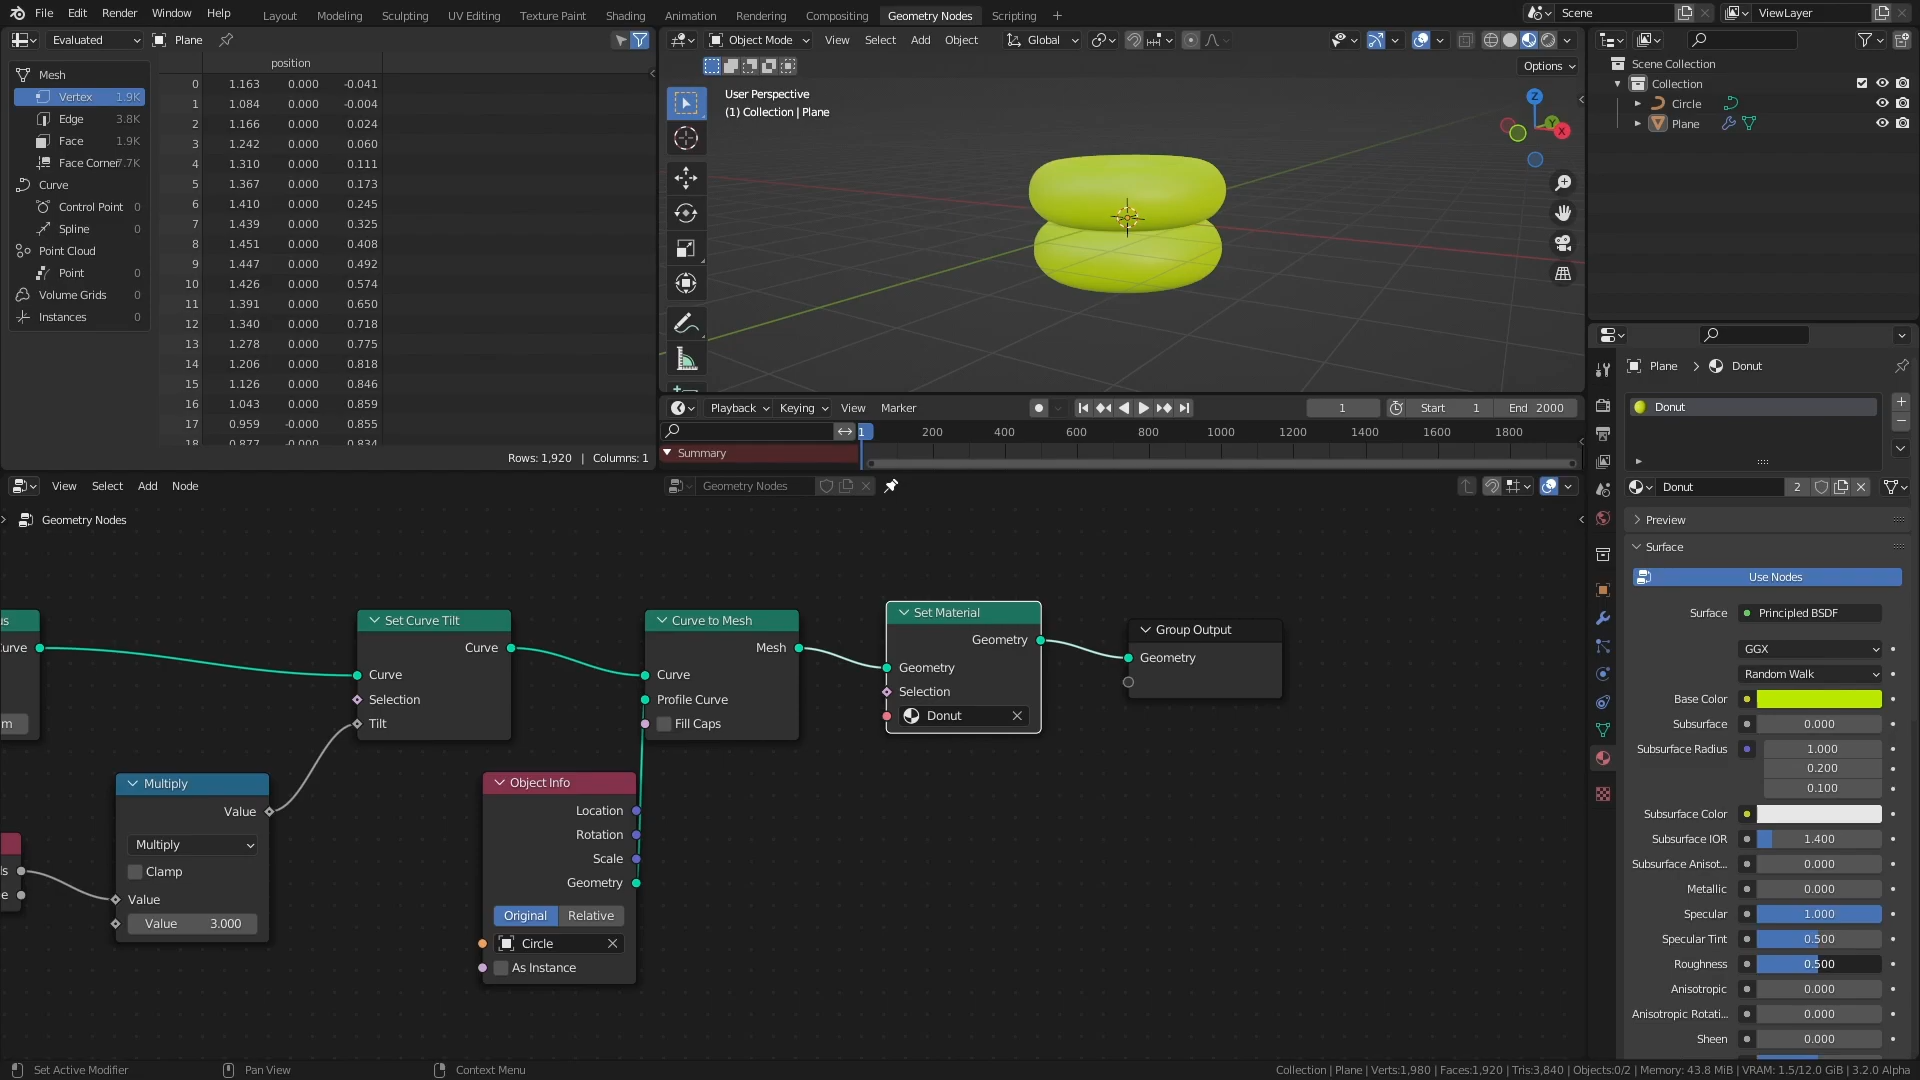 File Edit Render Window Help Layout Modeling Sculpting UV Editing Texture Paint Shading Animation Rendering Compositing Geometry Nodes Scripting + Scene ViewLayer
Evaluated Plane
position
Mesh
Vertex 1.9K
Edge 3.8K
Face 1.9K
Face Corner 7.7K
Curve
Control Point 0
Spline 0
Point Cloud
Point 0
Volume Grids 0
Instances 0
0 1.163 0.000 -0.041
1 1.084 0.000 -0.004
2 1.166 0.000 0.024
3 1.242 0.000 0.060
4 1.310 0.000 0.111
5 1.367 0.000 0.173
6 1.410 0.000 0.245
7 1.439 0.000 0.325
8 1.451 0.000 0.408
9 1.447 0.000 0.492
10 1.426 0.000 0.574
11 1.391 0.000 0.650
12 1.340 0.000 0.718
13 1.278 0.000 0.775
14 1.206 0.000 0.818
15 1.126 0.000 0.846
16 1.043 0.000 0.859
17 0.959 -0.000 0.855
18 0.877 -0.000 0.834
Rows: 1,920 | Columns: 1
Object Mode View Select Add Object Global
Options
User Perspective
(1) Collection | Plane
Z
Y
X
Playback Keying View Marker 1 Start 1 End 2000
1 200 400 600 800 1000 1200 1400 1600 1800
Summary
Scene Collection
Collection
Circle
Plane
Plane > Donut
Donut
Donut 2
Preview
Surface
Use Nodes
Surface Principled BSDF
GGX
Random Walk
Base Color
Subsurface 0.000
Subsurface Radius 1.000
0.200
0.100
Subsurface Color
Subsurface IOR 1.400
Subsurface Anisot... 0.000
Metallic 0.000
Specular 1.000
Specular Tint 0.500
Roughness 0.500
Anisotropic 0.000
Anisotropic Rotati... 0.000
Sheen 0.000
View Select Add Node Geometry Nodes
Geometry Nodes
us
urve
m
Set Curve Tilt
Curve
Curve
Selection
Tilt
Curve to Mesh
Mesh
Curve
Profile Curve
Fill Caps
Set Material
Geometry
Geometry
Selection
Donut
Group Output
Geometry
Multiply
Value
Multiply
Clamp
Value
Value 3.000
ls
e
Object Info
Location
Rotation
Scale
Geometry
Original Relative
Circle
As Instance
Set Active Modifier Pan View Context Menu Collection | Plane | Verts:1,980 | Faces:1,920 | Tris:3,840 | Objects:0/2 | Memory: 43.8 MiB | VRAM: 1.5/12.0 GiB | 3.2.0 Alpha